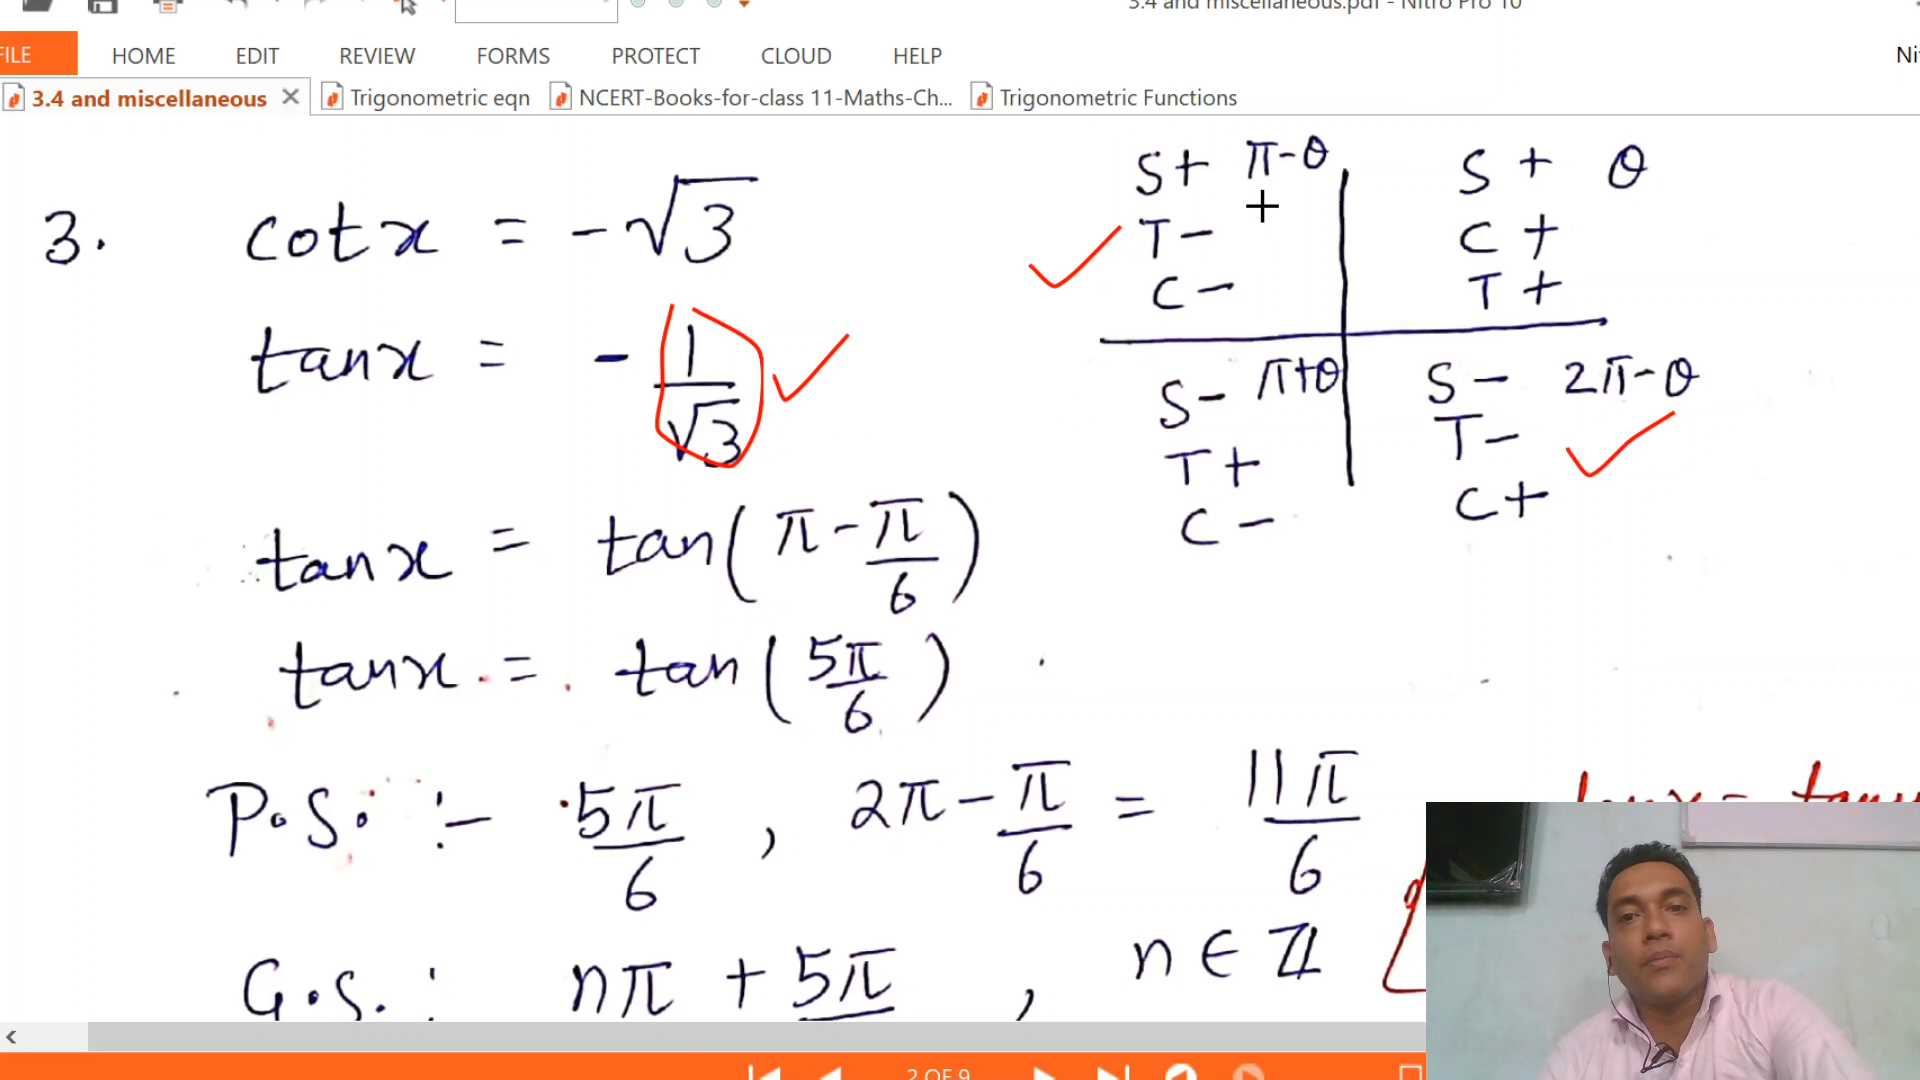 3.4 and miscellaneous.pdf - Nitro Pro 10
FILE HOME EDIT REVIEW FORMS PROTECT CLOUD HELP
3.4 and miscellaneous Trigonometric eqn NCERT-Books-for-class 11-Maths-Ch... Trigonometric Functions
3. cot x = -√3
tan x = - 1/√3
tan x = tan(π - π/6)
tan x = tan(5π/6)
P.S. :- 5π/6 , 2π - π/6 = 11π/6
G.S. : nπ + 5π , n ∈ ℤ
S+ π-θ
T-
C-
S + θ
C +
T +
S- π+θ
T +
C -
S - 2π-θ
T-
C+
2 OF 9